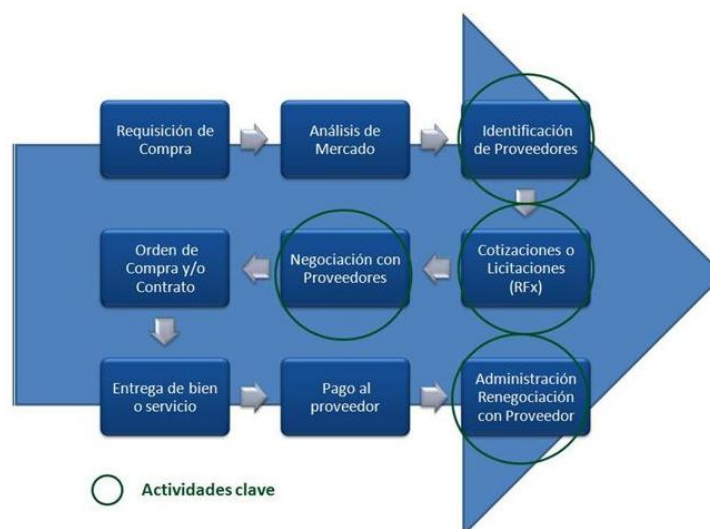 Requisición de
Compra
Análisis de
Mercado
Identificación
de Proveedores
Cotizaciones o
Licitaciones
(RFx)
Negociación con
Proveedores
Orden de
Compra y/o
Contrato
Entrega de bien
o servicio
Pago al
proveedor
Administración
Renegociación
con Proveedor
Actividades clave